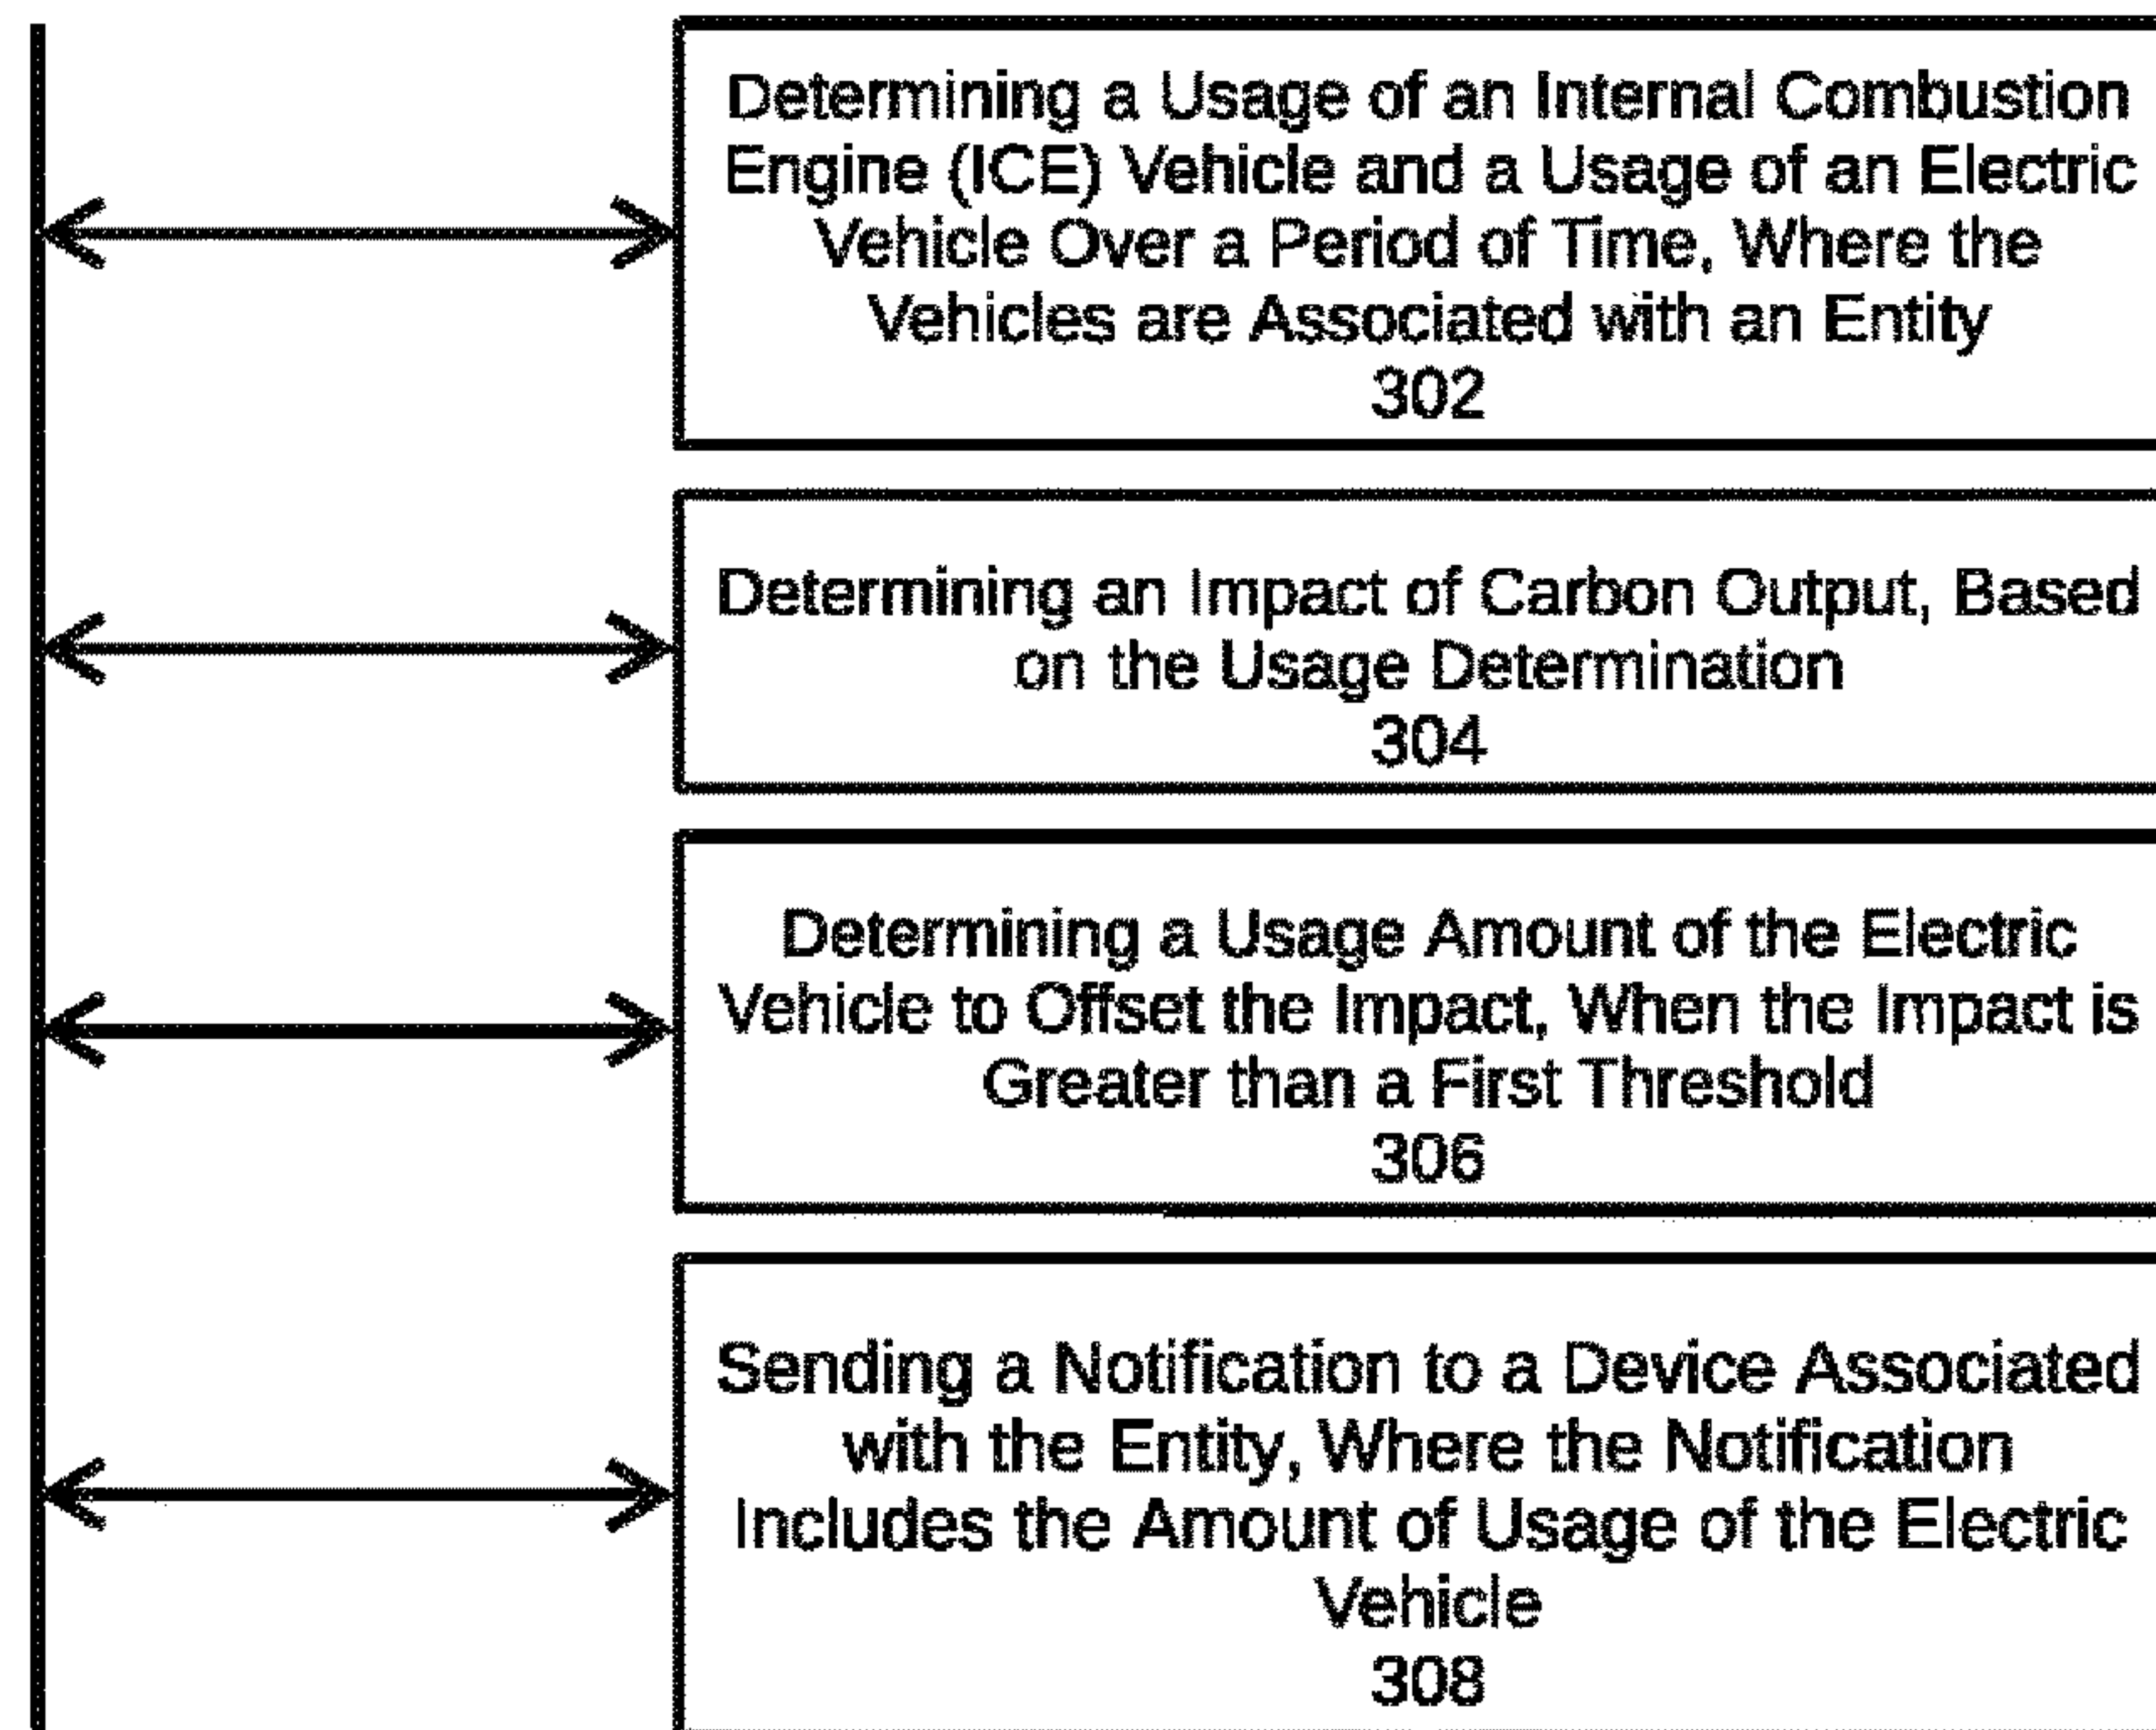 Determining a Usage of an Internal Combustion
Engine (ICE) Vehicle and a Usage of an Electric
Vehicle Over a Period of Time, Where the
Vehicles are Associated with an Entity
302
Determining an Impact of Carbon Output, Based
on the Usage Determination
304
Determining a Usage Amount of the Electric
Vehicle to Offset the Impact, When the Impact is
Greater than a First Threshold
306
Sending a Notification to a Device Associated
with the Entity, Where the Notification
Includes the Amount of Usage of the Electric
Vehicle
308